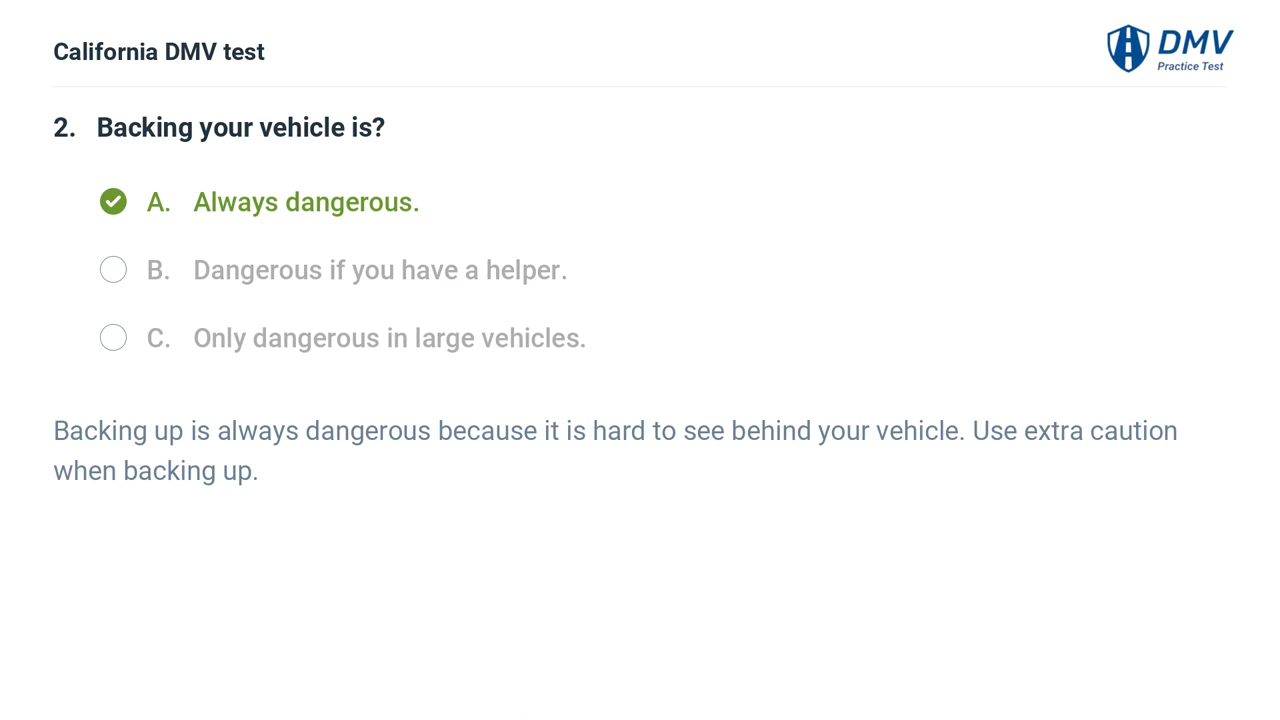 California DMV test
DMV
Practice Test
2. Backing your vehicle is?
A. Always dangerous.
B. Dangerous if you have a helper.
C. Only dangerous in large vehicles.
Backing up is always dangerous because it is hard to see behind your vehicle. Use extra caution
when backing up.